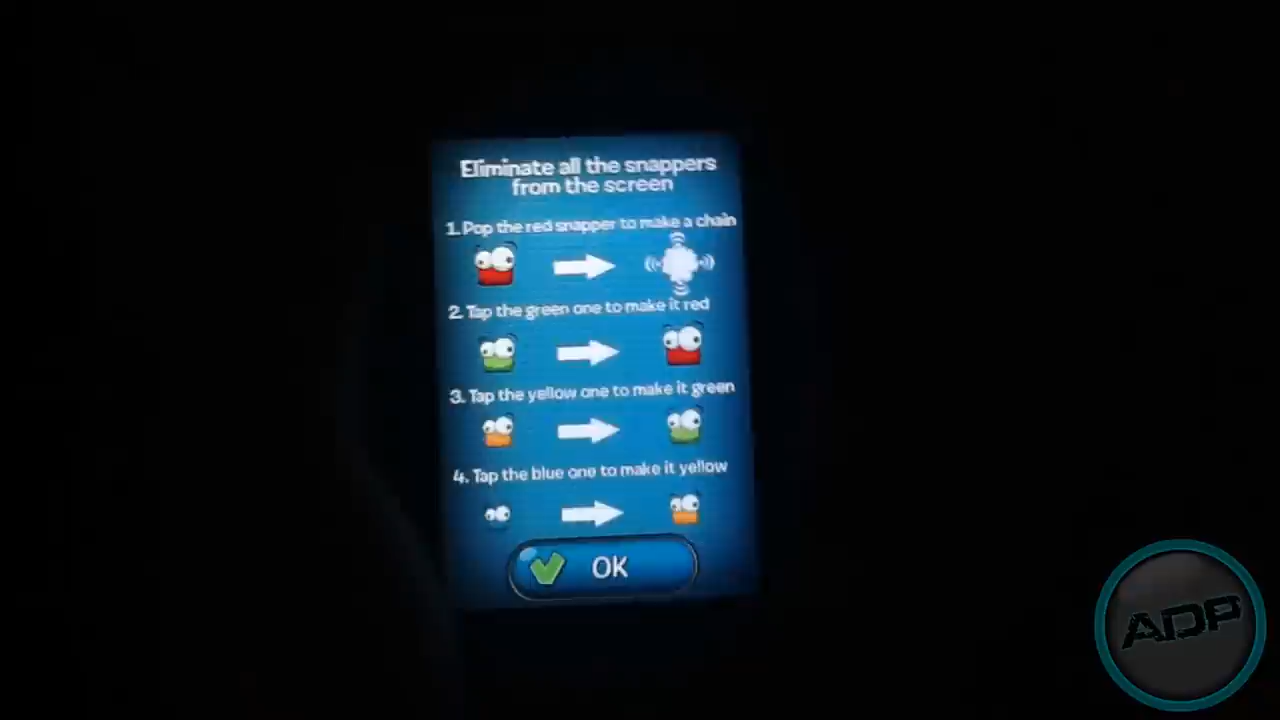 Eliminate all the snappers
from the screen
1. Pop the red snapper to make a chain
2. Tap the green one to make it red
3. Tap the yellow one to make it green
4. Tap the blue one to make it yellow
OK
ADP